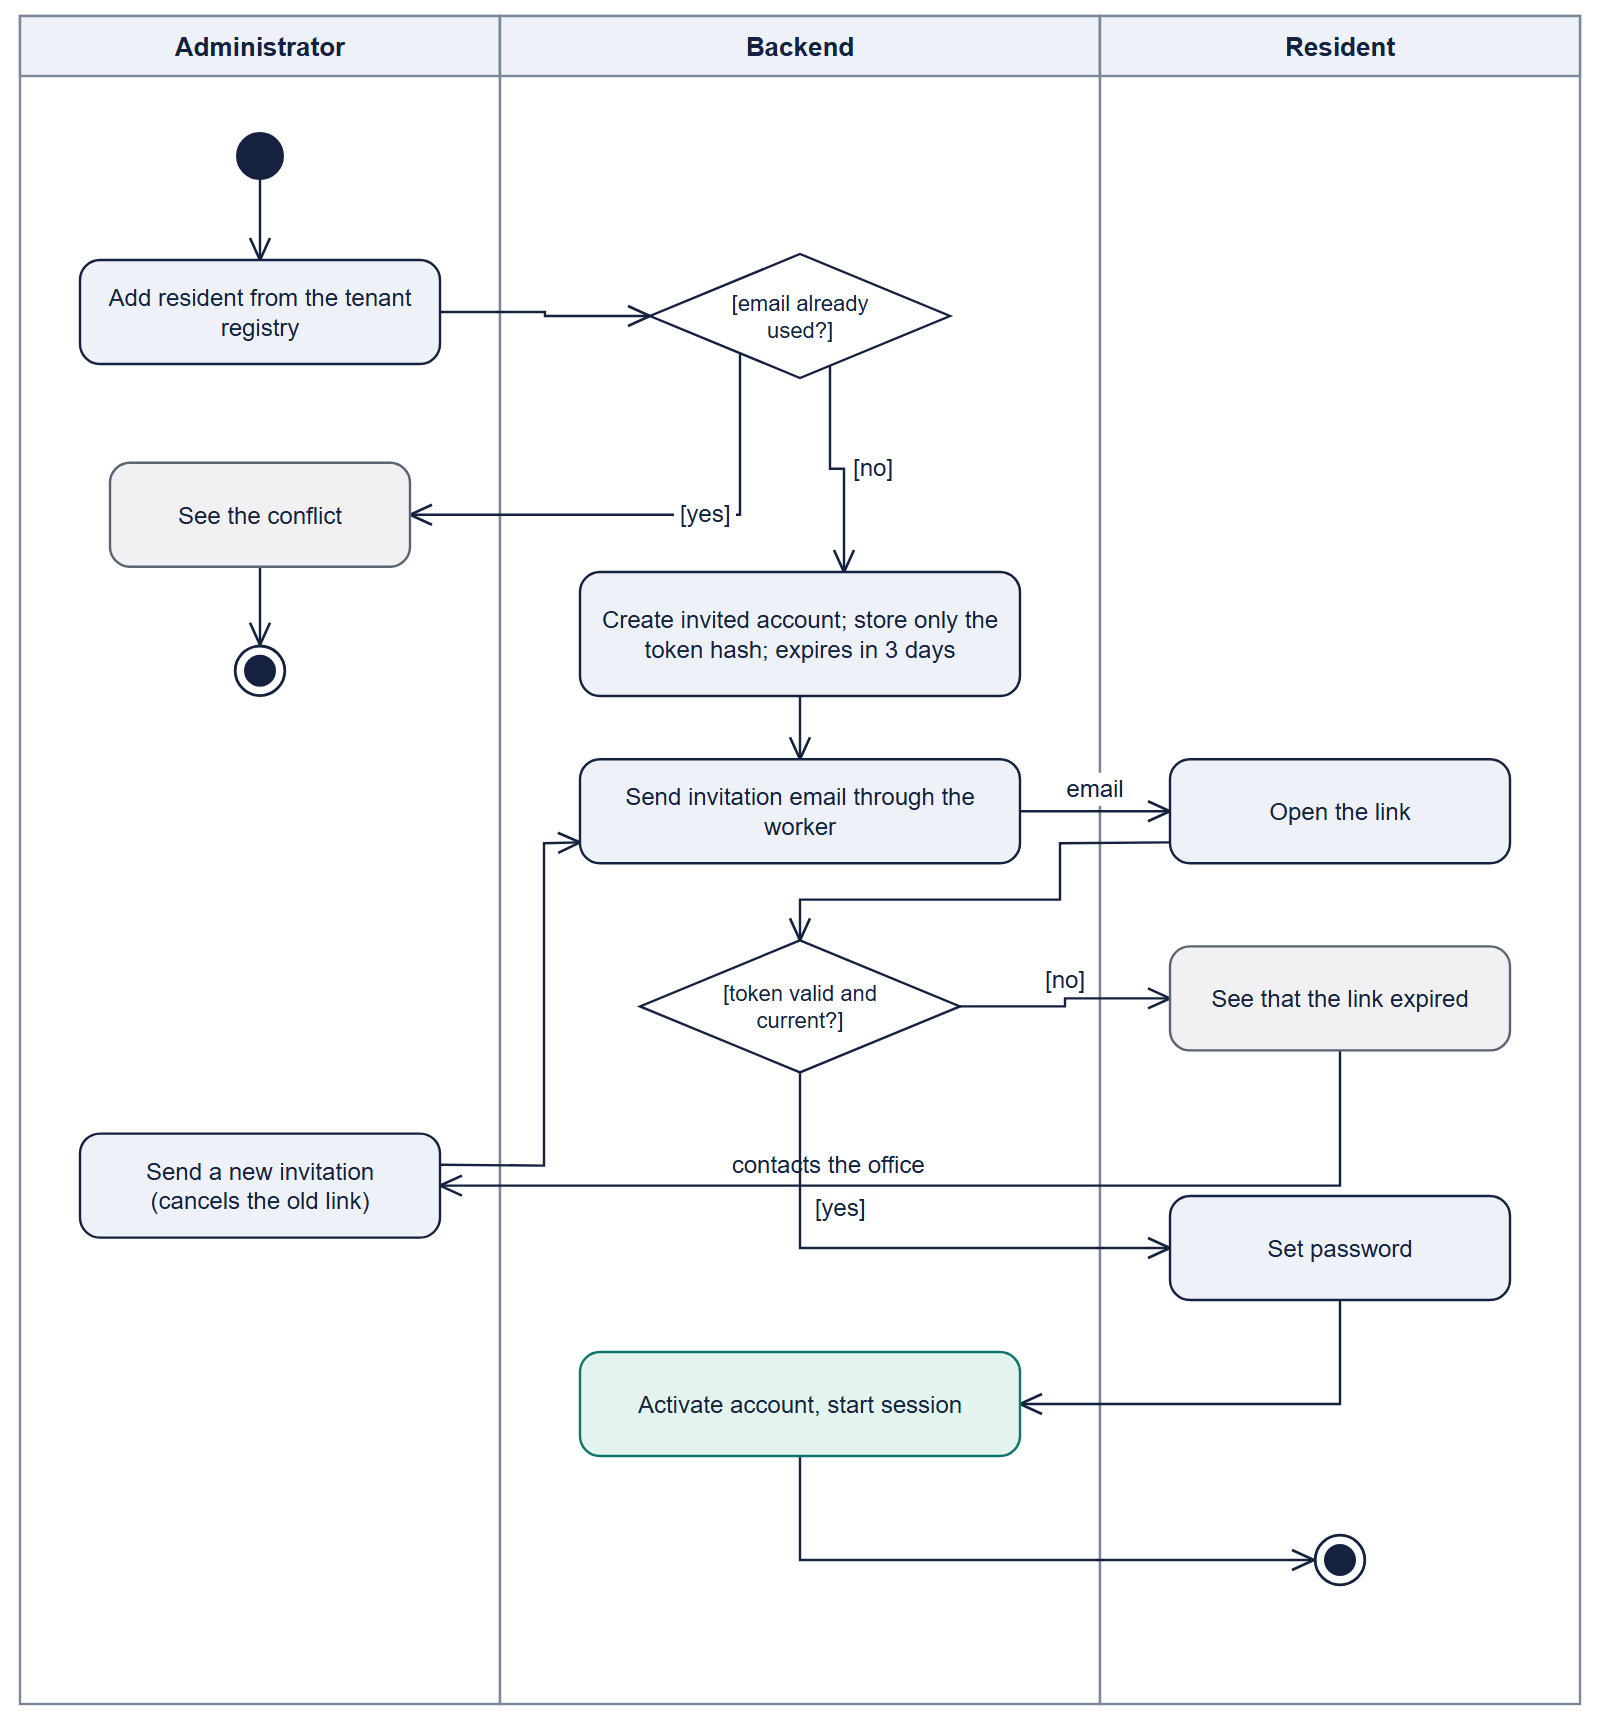 Administrator
Backend
Resident
Add resident from the tenant
registry
[email already
used?]
[no]
[yes]
See the conflict
Create invited account; store only the
token hash; expires in 3 days
Send invitation email through the
worker
email
Open the link
[token valid and
current?]
[no]
See that the link expired
Send a new invitation
(cancels the old link)
contacts the office
[yes]
Set password
Activate account, start session